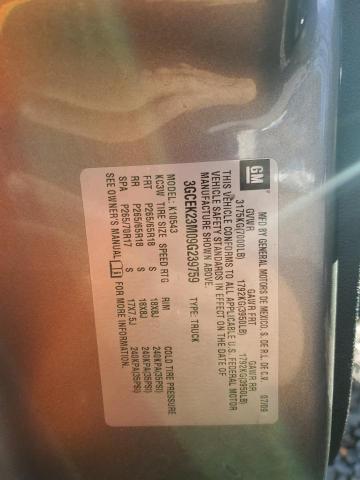 GM
MFD BY GENERAL MOTORS DE MEXICO, S. DE R.L. DE C.V. 07/09
GVWR GAWR FRT GAWR RR
3175KG(7000LB) 1792KG(3950LB) 1792KG(3950LB)
THIS VEHICLE CONFORMS TO ALL APPLICABLE U.S. FEDERAL MOTOR
VEHICLE SAFETY STANDARDS IN EFFECT ON THE DATE OF
MANUFACTURE SHOWN ABOVE.
3GCEK23M09G239759 TYPE: TRUCK
MODEL: K10543
KC3W TIRE SIZE SPEED RTG RIM COLD TIRE PRESSURE
FRT P265/65R18 S 18X8J 240KPA(35PSI)
RR P265/65R18 S 18X8J 240KPA(35PSI)
SPA P265/70R17 S 17X7.5J 240KPA(35PSI)
SEE OWNER'S MANUAL FOR MORE INFORMATION.